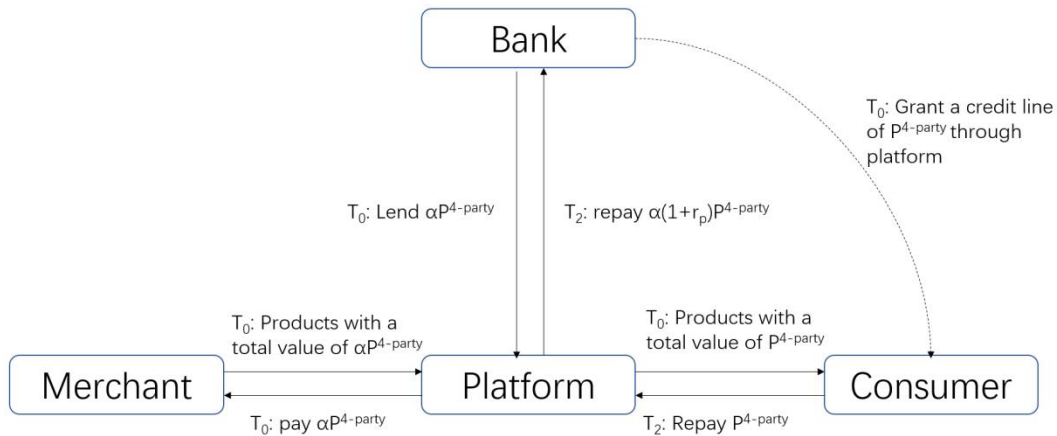 Bank
T₀: Grant a credit line
of P⁴⁻ᵖᵃʳᵗʸ through
platform
T₀: Lend αP⁴⁻ᵖᵃʳᵗʸ
T₂: repay α(1+rₚ)P⁴⁻ᵖᵃʳᵗʸ
T₀: Products with a
total value of αP⁴⁻ᵖᵃʳᵗʸ
T₀: Products with a
total value of P⁴⁻ᵖᵃʳᵗʸ
Merchant
Platform
Consumer
T₀: pay αP⁴⁻ᵖᵃʳᵗʸ
T₂: Repay P⁴⁻ᵖᵃʳᵗʸ